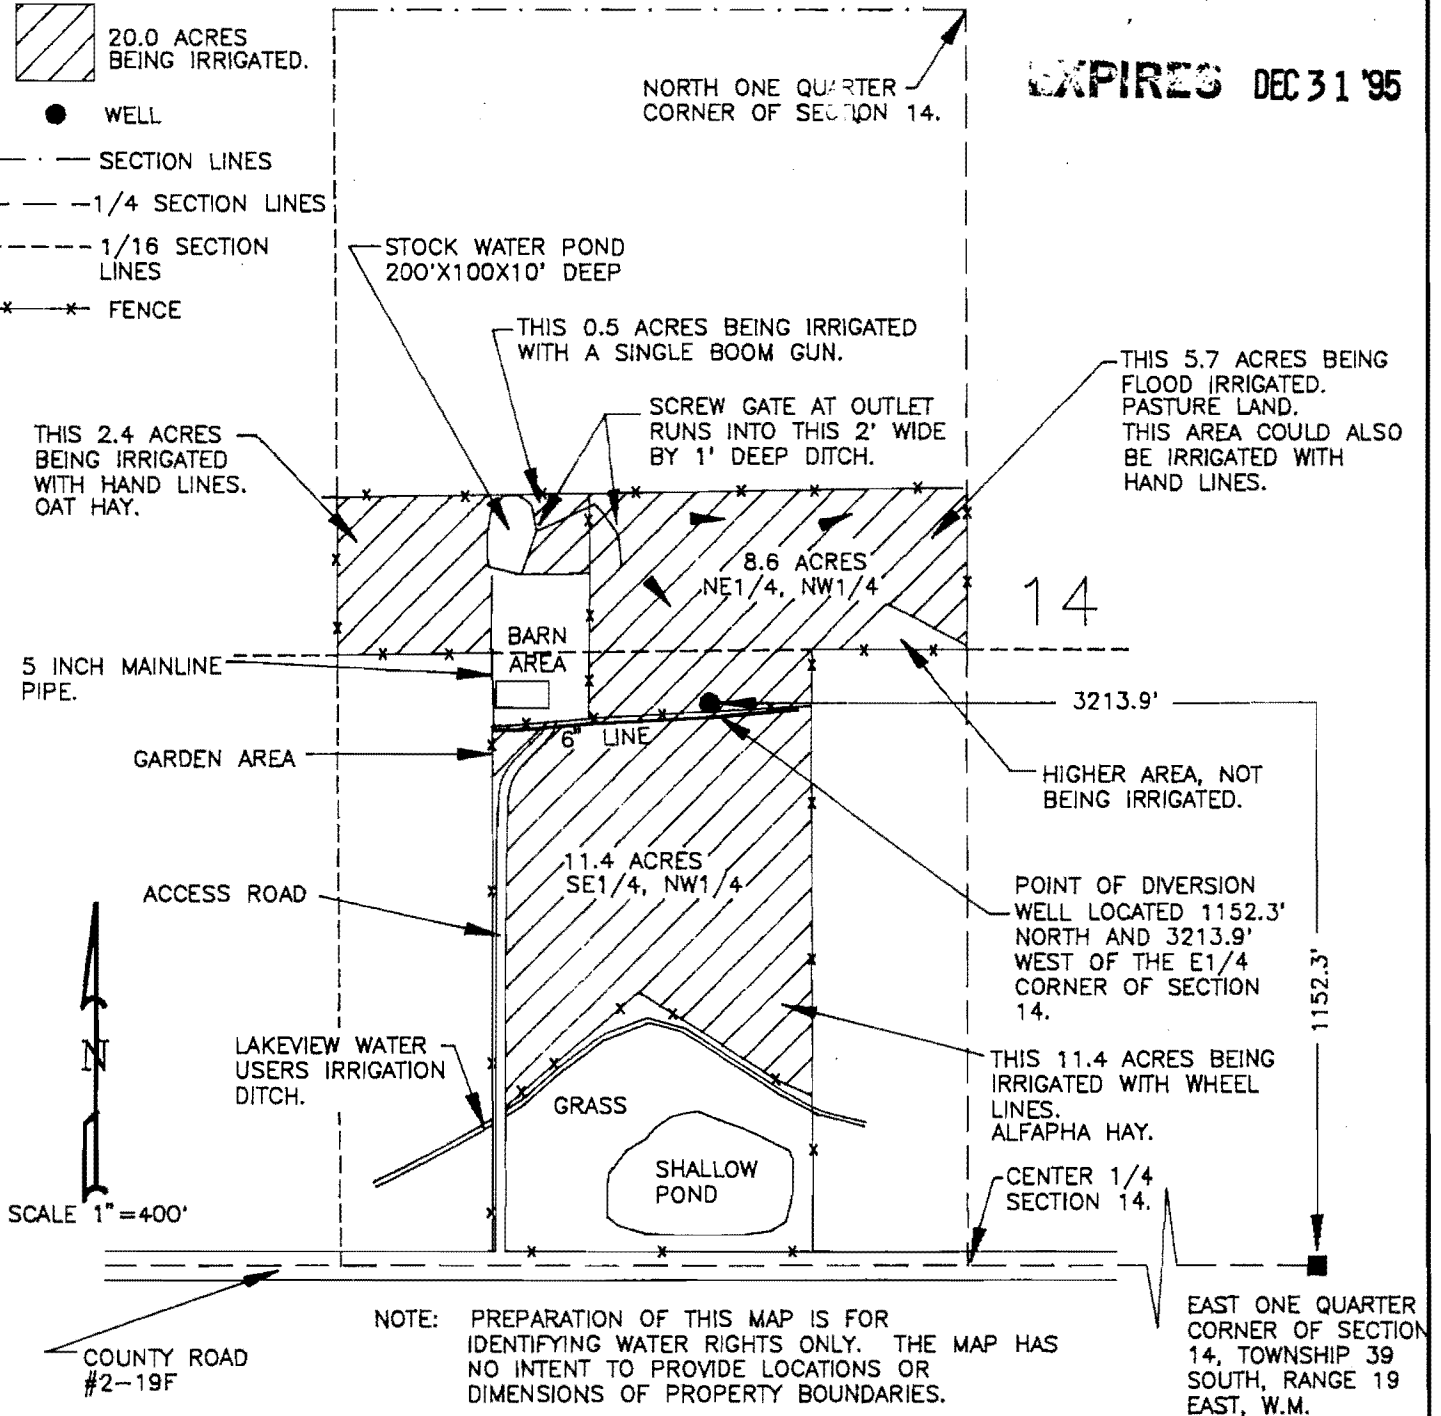 20.0 ACRES
BEING IRRIGATED.
WELL
SECTION LINES
1/4 SECTION LINES
1/16 SECTION
LINES
FENCE
NORTH ONE QUARTER
CORNER OF SECTION 14.
EXPIRES DEC 31 '95
STOCK WATER POND
200'X100X10' DEEP
THIS 0.5 ACRES BEING IRRIGATED
WITH A SINGLE BOOM GUN.
SCREW GATE AT OUTLET
RUNS INTO THIS 2' WIDE
BY 1' DEEP DITCH.
THIS 5.7 ACRES BEING
FLOOD IRRIGATED.
PASTURE LAND.
THIS AREA COULD ALSO
BE IRRIGATED WITH
HAND LINES.
THIS 2.4 ACRES
BEING IRRIGATED
WITH HAND LINES.
OAT HAY.
8.6 ACRES
NE1/4, NW1/4
14
BARN
AREA
5 INCH MAINLINE
PIPE.
3213.9'
6" LINE
GARDEN AREA
HIGHER AREA, NOT
BEING IRRIGATED.
11.4 ACRES
SE1/4, NW1/4
ACCESS ROAD
POINT OF DIVERSION
WELL LOCATED 1152.3'
NORTH AND 3213.9'
WEST OF THE E1/4
CORNER OF SECTION
14.
1152.3'
N
LAKEVIEW WATER
USERS IRRIGATION
DITCH.
THIS 11.4 ACRES BEING
IRRIGATED WITH WHEEL
LINES.
ALFAPHA HAY.
GRASS
SHALLOW
POND
CENTER 1/4
SECTION 14.
SCALE 1"=400'
COUNTY ROAD
#2-19F
NOTE: PREPARATION OF THIS MAP IS FOR
IDENTIFYING WATER RIGHTS ONLY. THE MAP HAS
NO INTENT TO PROVIDE LOCATIONS OR
DIMENSIONS OF PROPERTY BOUNDARIES.
EAST ONE QUARTER
CORNER OF SECTION
14, TOWNSHIP 39
SOUTH, RANGE 19
EAST, W.M.